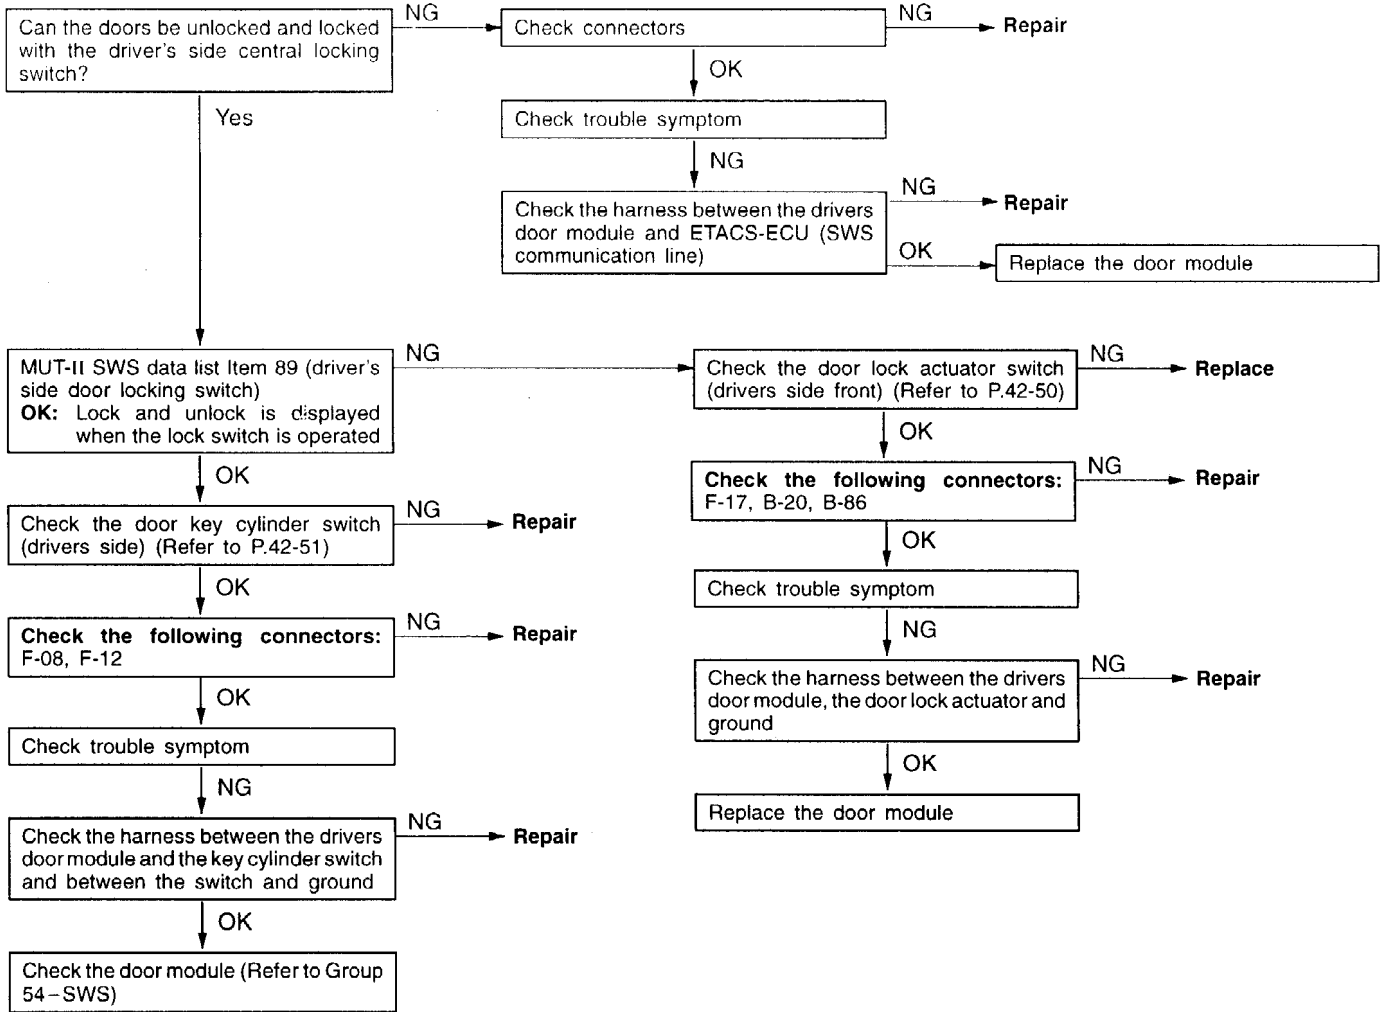 Can the doors be unlocked and locked
with the driver's side central locking
switch?
NG
Check connectors
NG
Repair
OK
Yes
Check trouble symptom
NG
Check the harness between the drivers
door module and ETACS-ECU (SWS
communication line)
NG
Repair
OK
Replace the door module
MUT-II SWS data list Item 89 (driver's
side door locking switch)
OK: Lock and unlock is displayed
when the lock switch is operated
NG
Check the door lock actuator switch
(drivers side front) (Refer to P.42-50)
NG
Replace
OK
OK
Check the following connectors:
F-17, B-20, B-86
NG
Repair
Check the door key cylinder switch
(drivers side) (Refer to P.42-51)
NG
Repair
OK
OK
Check trouble symptom
Check the following connectors:
F-08, F-12
NG
Repair
NG
OK
Check the harness between the drivers
door module, the door lock actuator and
ground
NG
Repair
Check trouble symptom
OK
NG
Replace the door module
Check the harness between the drivers
door module and the key cylinder switch
and between the switch and ground
NG
Repair
OK
Check the door module (Refer to Group
54–SWS)